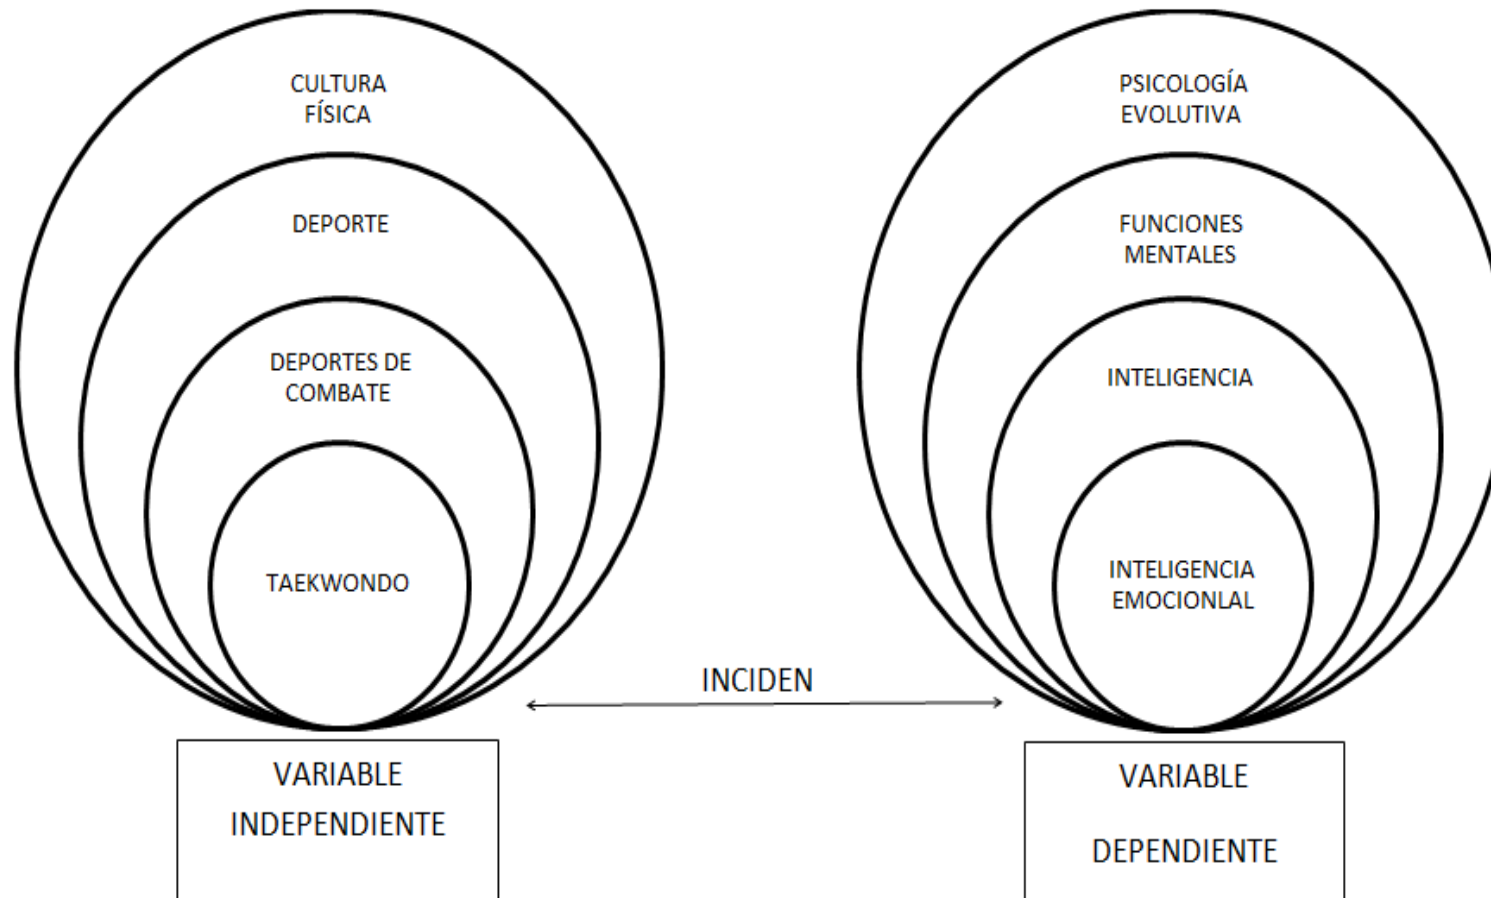 CULTURA
FÍSICA
DEPORTE
DEPORTES DE
COMBATE
TAEKWONDO
PSICOLOGÍA
EVOLUTIVA
FUNCIONES
MENTALES
INTELIGENCIA
INTELIGENCIA
EMOCIONLAL
INCIDEN
VARIABLE
INDEPENDIENTE
VARIABLE
DEPENDIENTE